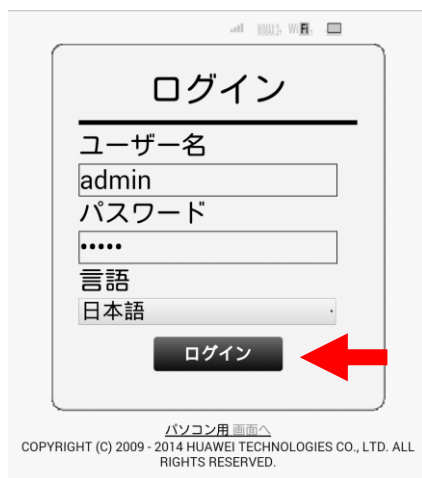 WiMAX2+ WiFi
ログイン
ユーザー名
admin
パスワード
•••••
言語
日本語
ログイン
パソコン用 画面へ
COPYRIGHT (C) 2009 - 2014 HUAWEI TECHNOLOGIES CO., LTD. ALL
RIGHTS RESERVED.